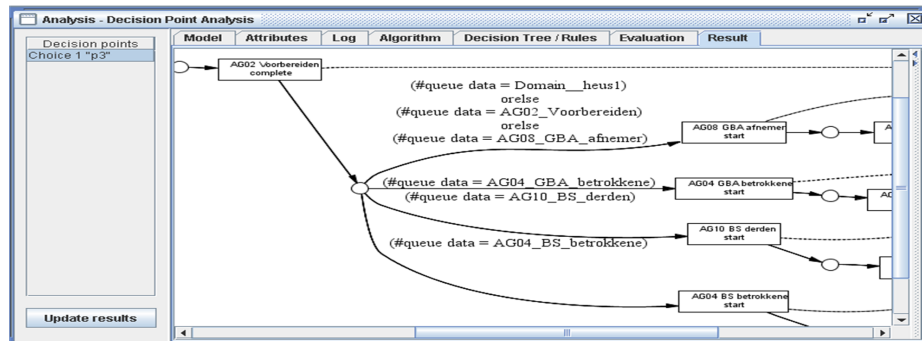 Analysis - Decision Point Analysis
Decision points
Choice 1 "p3"
Update results
Model Attributes Log Algorithm Decision Tree / Rules Evaluation Result
AG02 Voorbereiden
complete
(#queue data = Domain__heus1)
orelse
(#queue data = AG02_Voorbereiden)
orelse
(#queue data = AG08_GBA_afnemer)
AG08 GBA afnemer
start
A
(#queue data = AG04_GBA_betrokkene)
AG04 GBA betrokkene
start
(#queue data = AG10_BS_derden)
AG10 BS derden
start
(#queue data = AG04_BS_betrokkene)
AG04 BS betrokkene
start